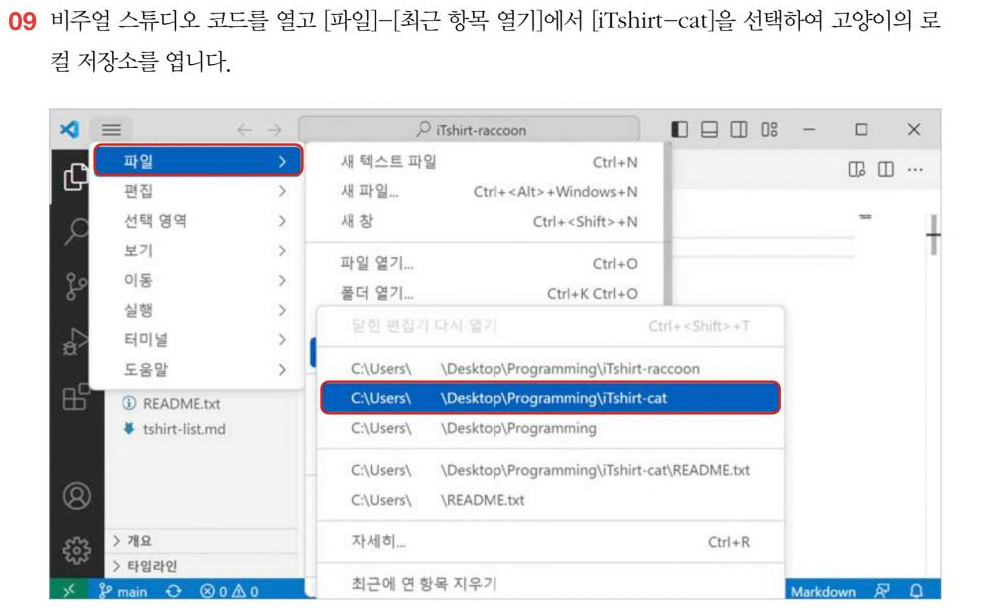 09 비주얼 스튜디오 코드를 열고 [파일]-[최근 항목 열기]에서 [iTshirt-cat]을 선택하여 고양이의 로
컬 저장소를 엽니다.
iTshirt-raccoon
파일
편집
선택 영역
보기
이동
실행
터미널
도움말
새 텍스트 파일 Ctrl+N
새 파일... Ctrl+<Alt>+Windows+N
새 창 Ctrl+<Shift>+N
파일 열기... Ctrl+O
폴더 열기... Ctrl+K Ctrl+O
닫힌 편집기 다시 열기 Ctrl+<Shift>+T
C:\Users\ \Desktop\Programming\iTshirt-raccoon
C:\Users\ \Desktop\Programming\iTshirt-cat
C:\Users\ \Desktop\Programming
C:\Users\ \Desktop\Programming\iTshirt-cat\README.txt
C:\Users\ \README.txt
자세히... Ctrl+R
최근에 연 항목 지우기
README.txt
tshirt-list.md
개요
타임라인
main 0 0 Markdown